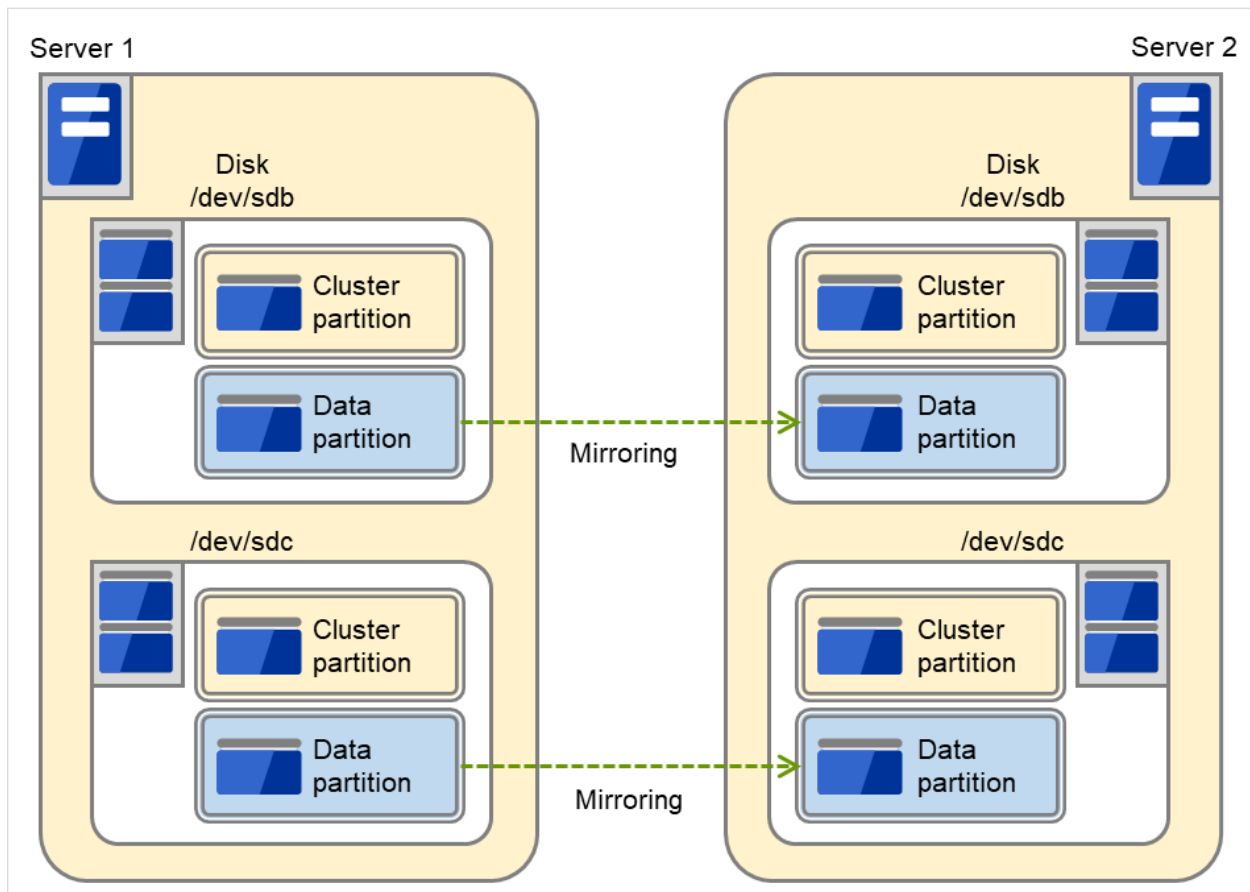 Server 1
Server 2
Disk
/dev/sdb
Disk
/dev/sdb
Cluster
partition
Cluster
partition
Data
partition
Data
partition
Mirroring
/dev/sdc
/dev/sdc
Cluster
partition
Cluster
partition
Data
partition
Data
partition
Mirroring